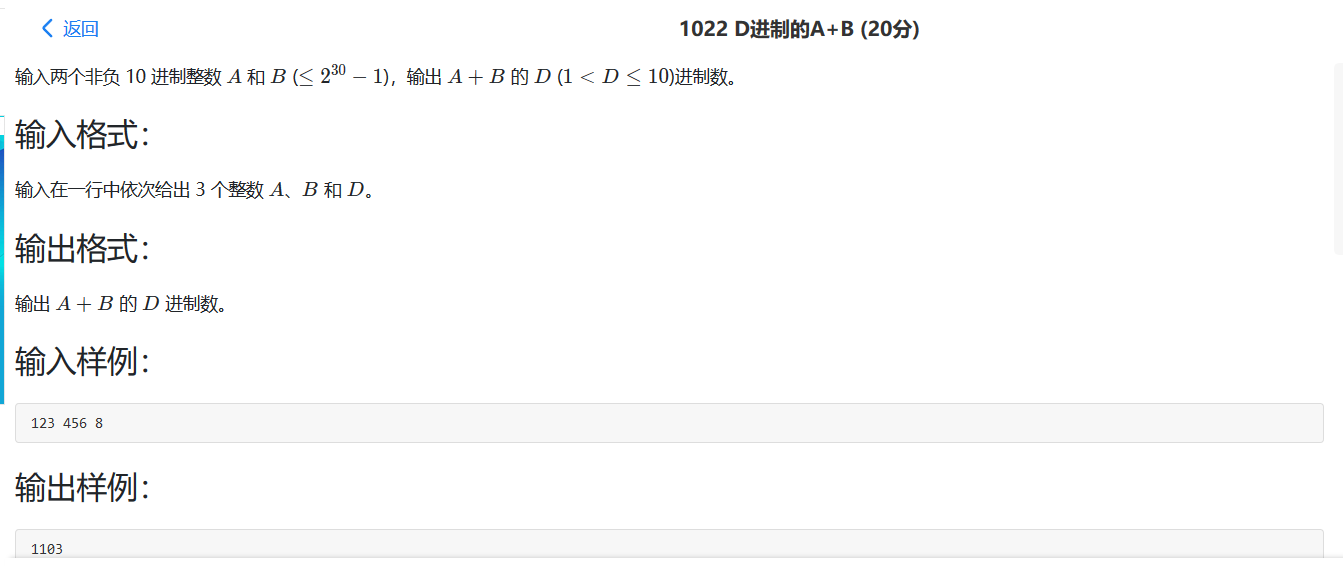 返回
1022 D进制的A+B (20分)
输入两个非负 10 进制整数 A 和 B (≤ 2^30 − 1)，输出 A + B 的 D (1 < D ≤ 10)进制数。
输入格式：
输入在一行中依次给出 3 个整数 A、B 和 D。
输出格式：
输出 A + B 的 D 进制数。
输入样例：
123 456 8
输出样例：
1103